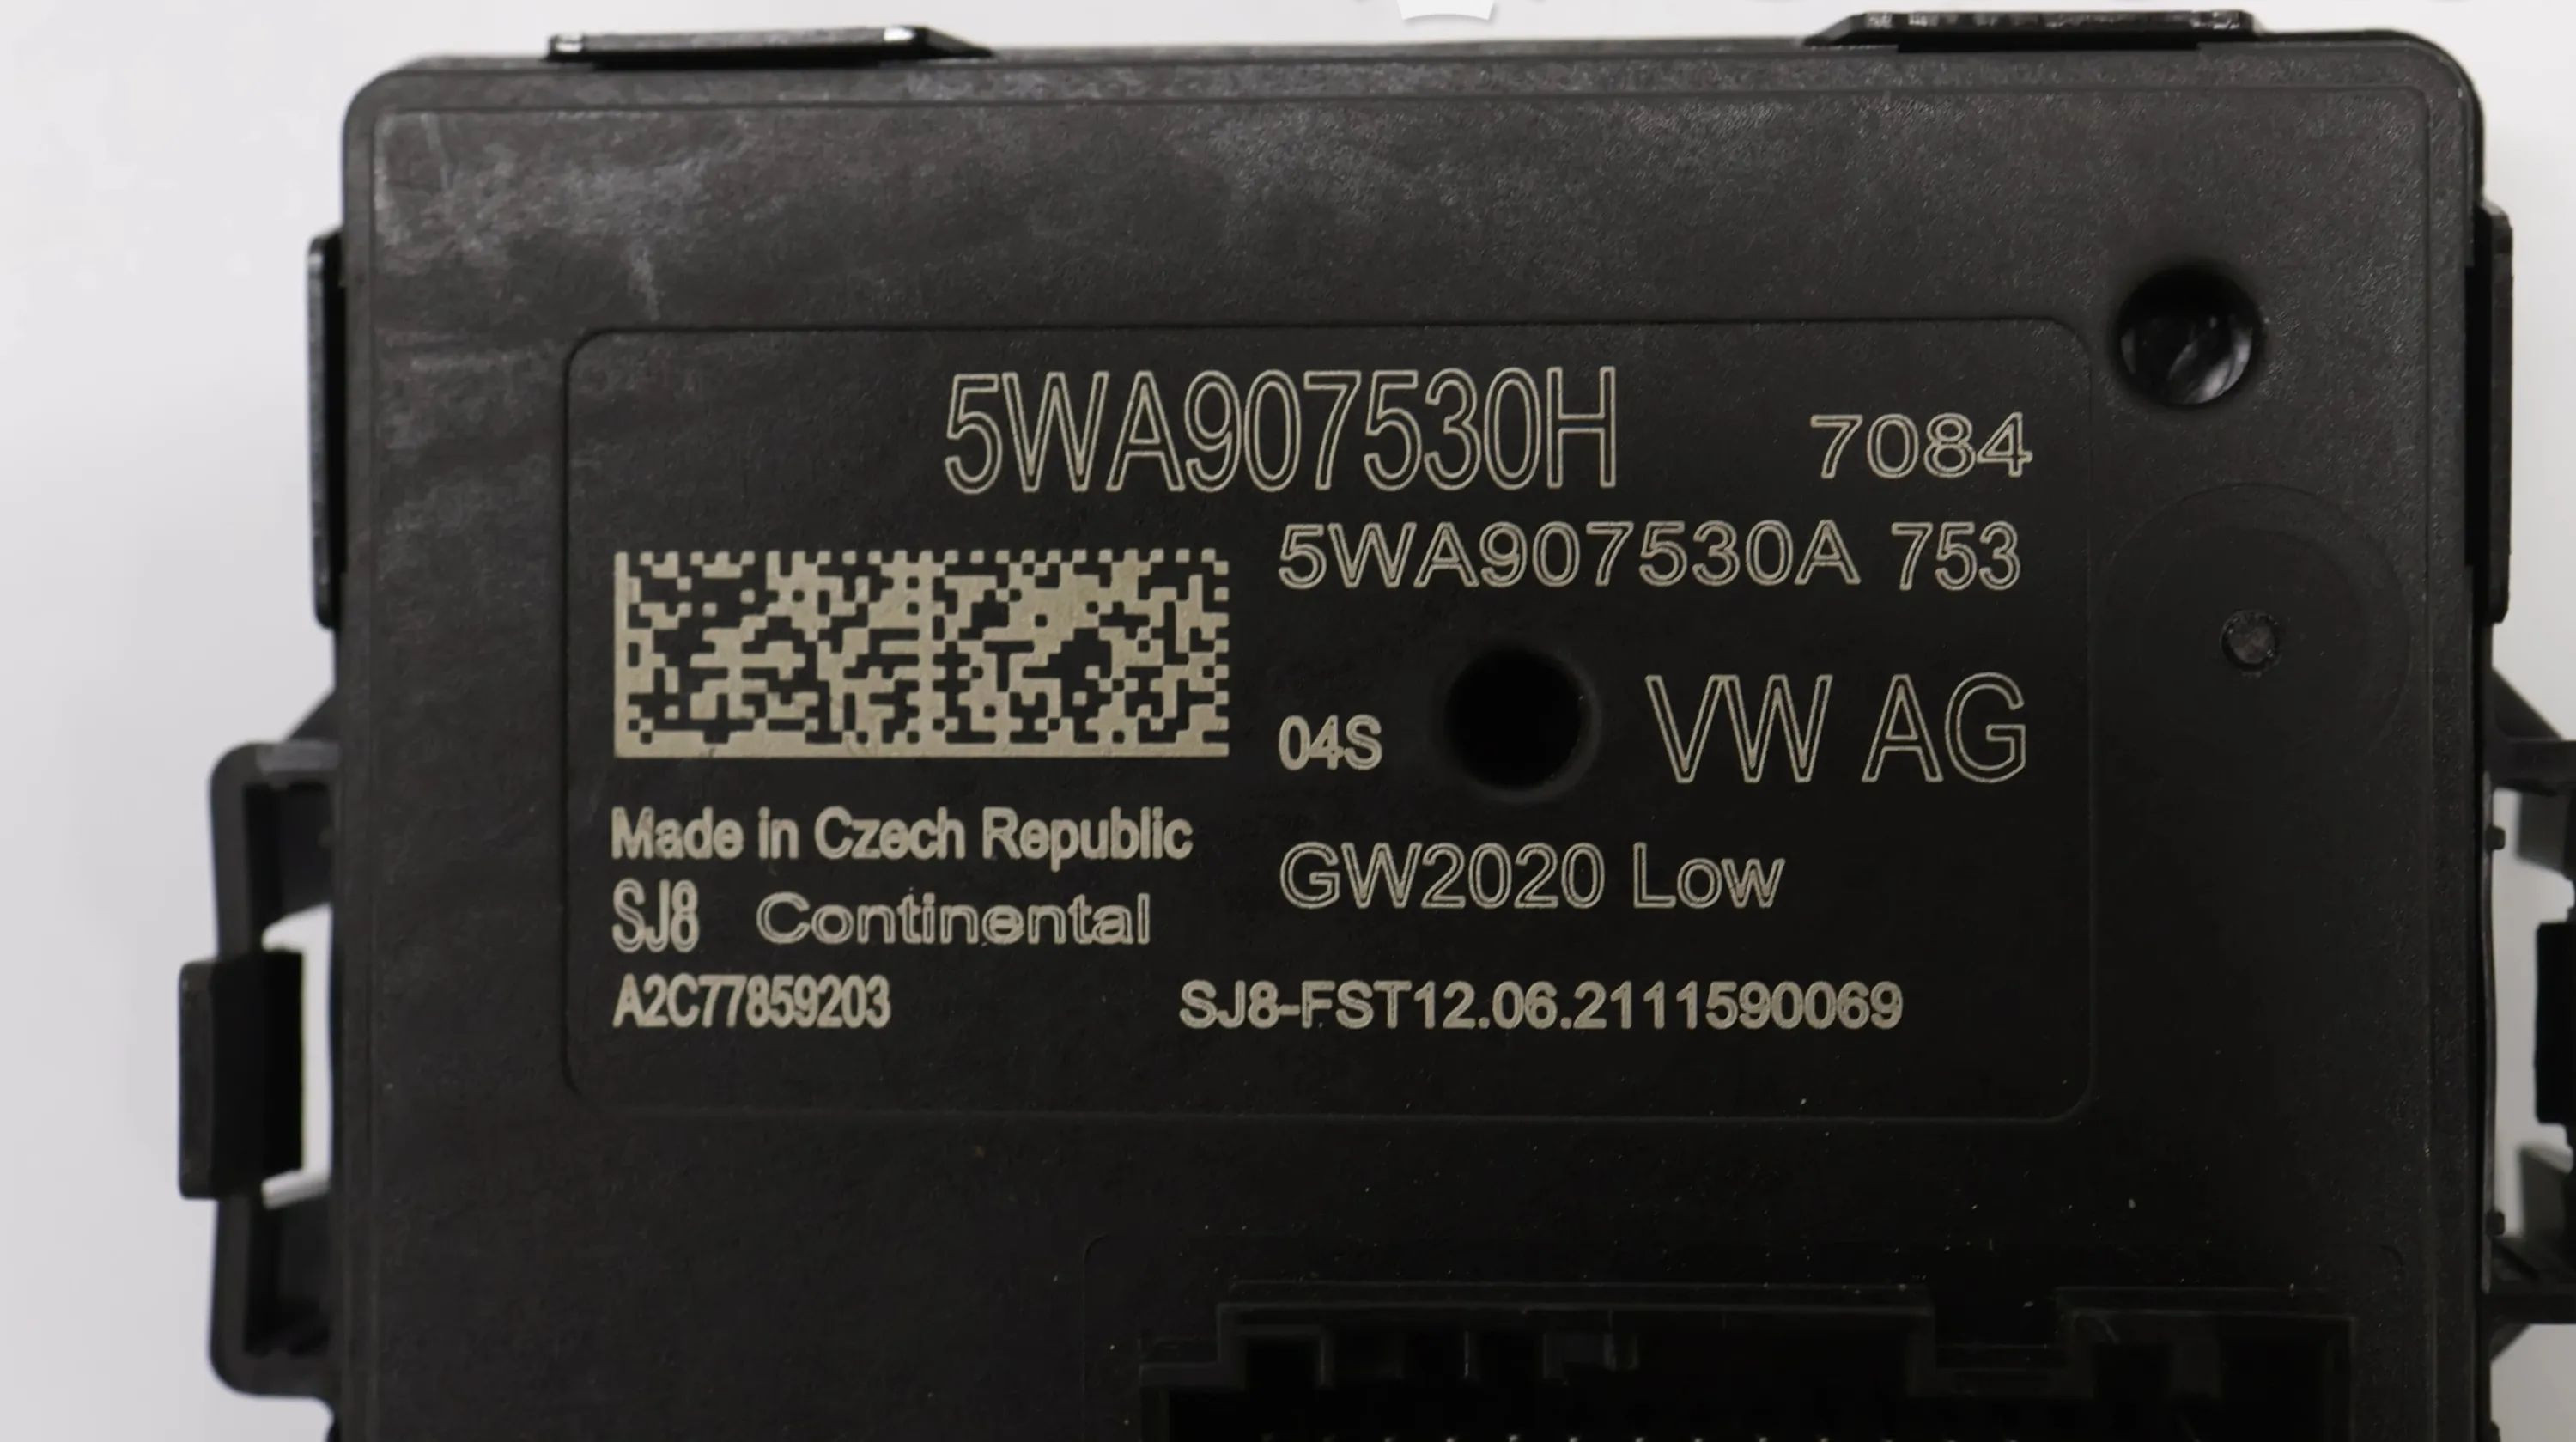 5WA907530H 7084
5WA907530A 753
04S VW AG
Made in Czech Republic
GW2020 Low
SJ8 Continental
A2C77859203 SJ8-FST12.06.2111590069